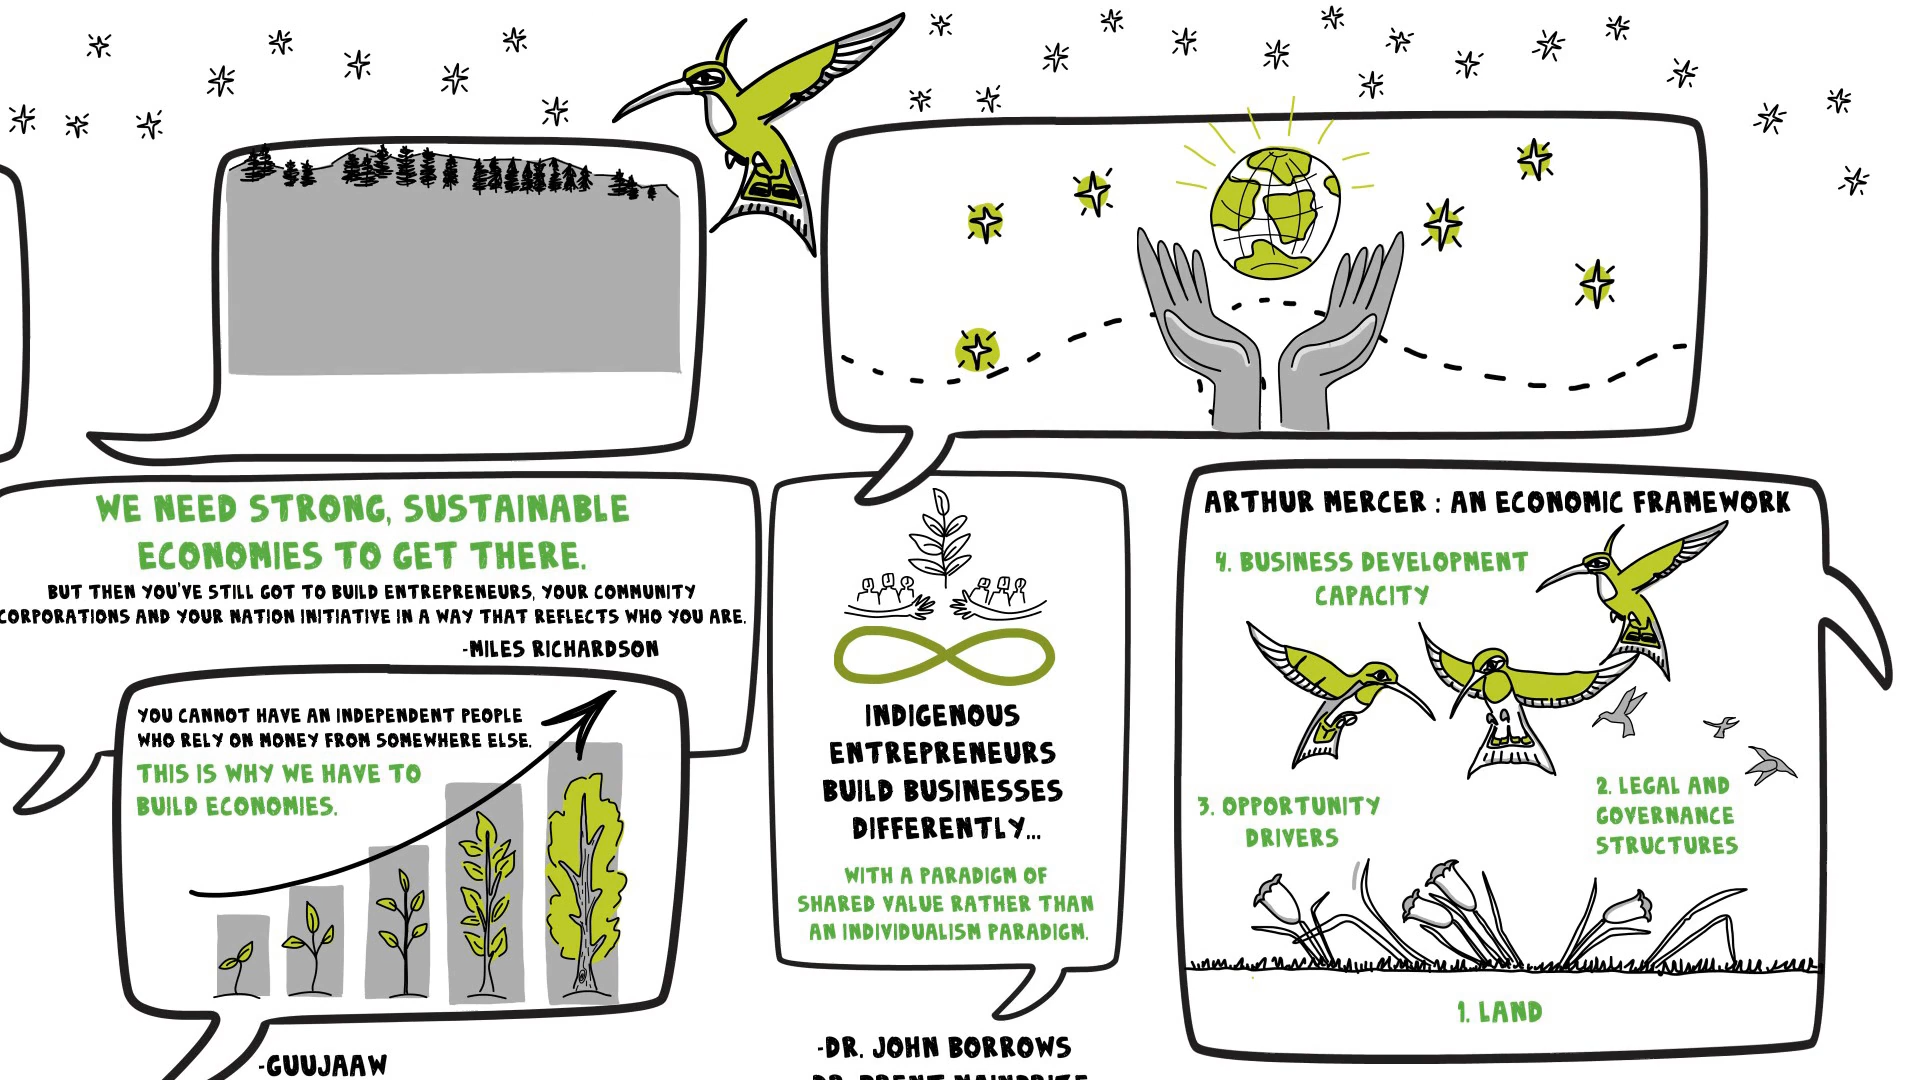 WE NEED STRONG, SUSTAINABLE
ECONOMIES TO GET THERE.
BUT THEN YOU'VE STILL GOT TO BUILD ENTREPRENEURS, YOUR COMMUNITY
CORPORATIONS AND YOUR NATION INITIATIVE IN A WAY THAT REFLECTS WHO YOU ARE.
-MILES RICHARDSON
YOU CANNOT HAVE AN INDEPENDENT PEOPLE
WHO RELY ON MONEY FROM SOMEWHERE ELSE.
THIS IS WHY WE HAVE TO
BUILD ECONOMIES.
-GUUJAAW
INDIGENOUS
ENTREPRENEURS
BUILD BUSINESSES
DIFFERENTLY...
WITH A PARADIGM OF
SHARED VALUE RATHER THAN
AN INDIVIDUALISM PARADIGM.
-DR. JOHN BORROWS
DR. BRENT MAINPRIZE
ARTHUR MERCER : AN ECONOMIC FRAMEWORK
4. BUSINESS DEVELOPMENT
CAPACITY
3. OPPORTUNITY
DRIVERS
2. LEGAL AND
GOVERNANCE
STRUCTURES
1. LAND